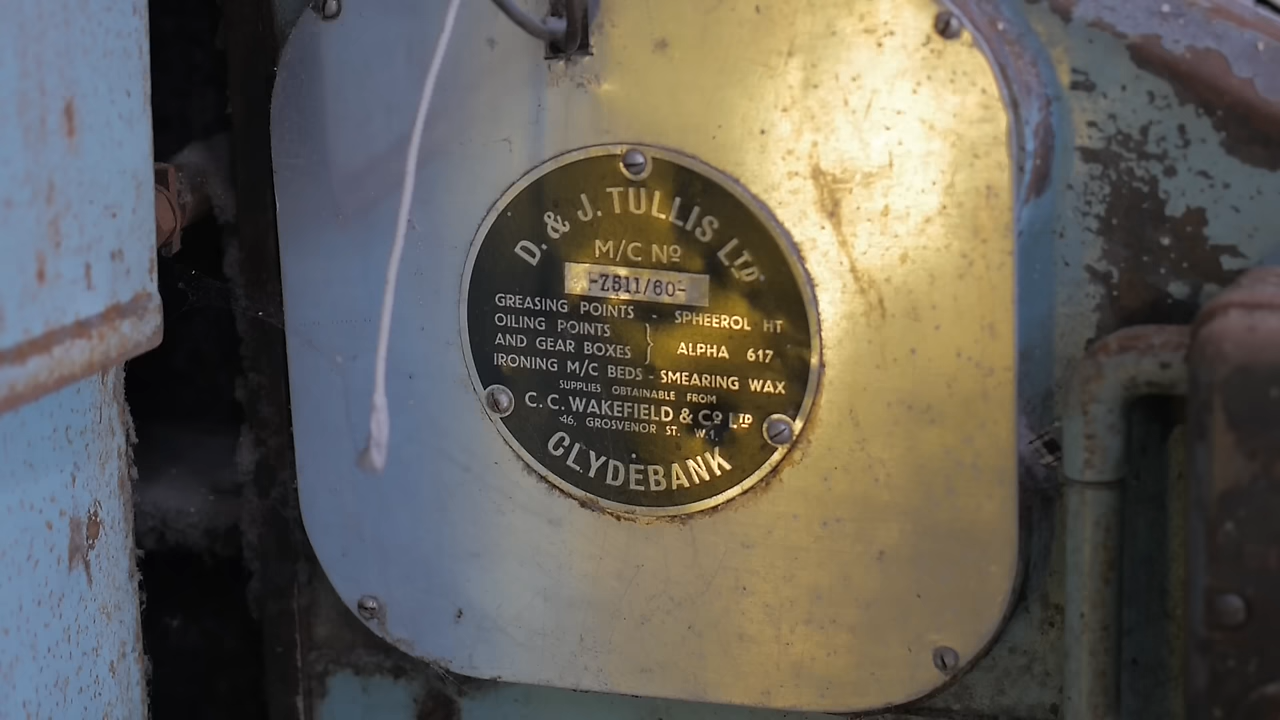 D. & J. TULLIS LTD
M/C No
-Z511/60-
GREASING POINTS - SPHEEROL HT
OILING POINTS
AND GEAR BOXES } ALPHA 617
IRONING M/C BEDS - SMEARING WAX
SUPPLIES OBTAINABLE FROM
C. C. WAKEFIELD & Co LTD
46, GROSVENOR ST. W.1.
CLYDEBANK